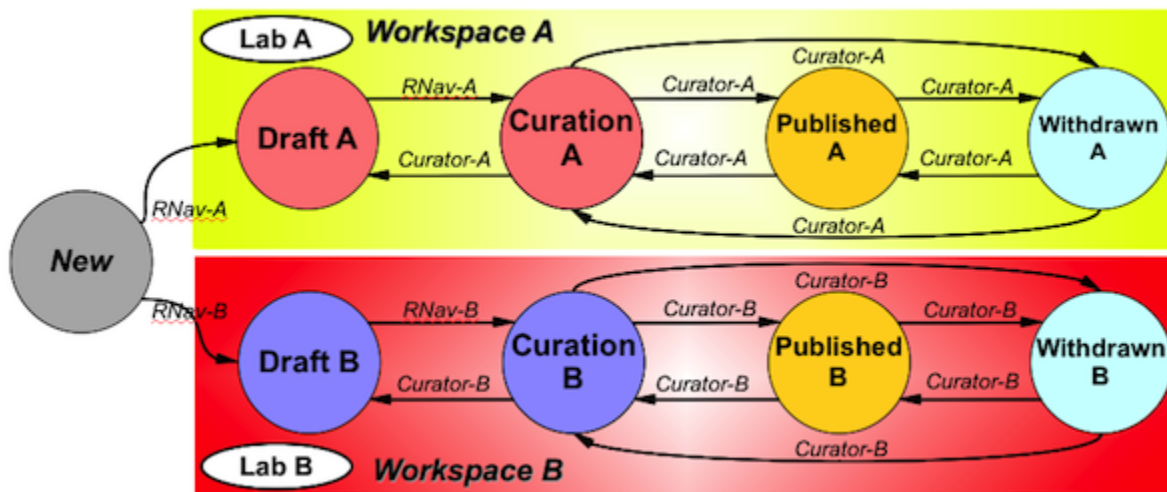 Lab A
Workspace A
Curator-A
RNav-A
Curator-A
Curator-A
Draft A
Curation
A
Published
A
Withdrawn
A
Curator-A
Curator-A
Curator-A
RNav-A
Curator-A
New
Curator-B
RNav-B
RNav-B
Curator-B
Curator-B
Draft B
Curation
B
Published
B
Withdrawn
B
Curator-B
Curator-B
Curator-B
Curator-B
Lab B
Workspace B